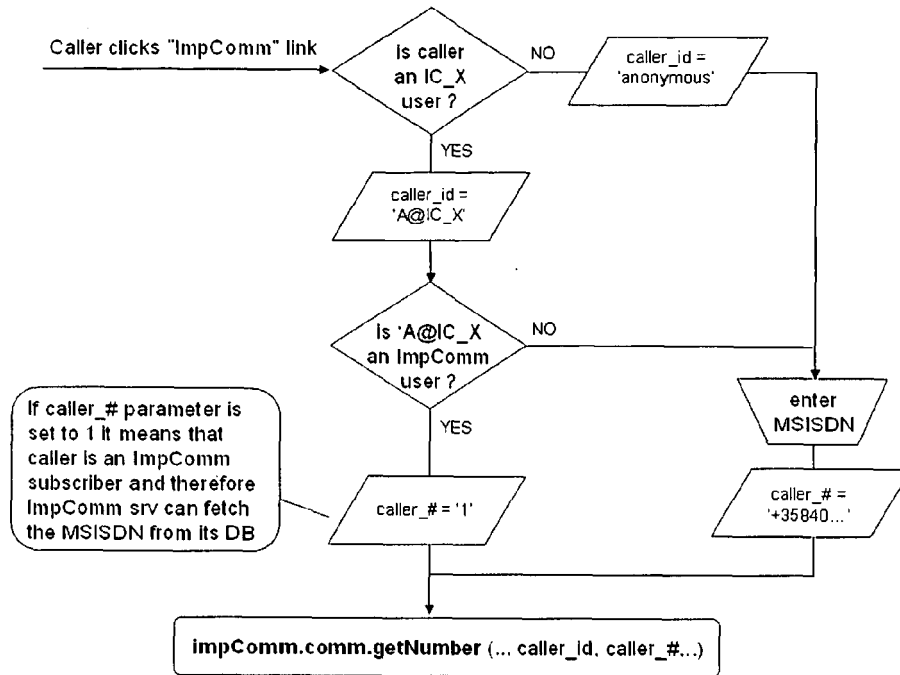 Caller clicks "ImpComm" link
is caller
an IC_X
user ?
NO
caller_id =
'anonymous'
YES
caller_id =
'A@IC_X'
is 'A@IC_X
an ImpComm
user ?
NO
YES
If caller_# parameter is
set to 1 it means that
caller is an ImpComm
subscriber and therefore
ImpComm srv can fetch
the MSISDN from its DB
caller_# = '1'
enter
MSISDN
caller_# =
'+35840...'
impComm.comm.getNumber (... caller_id, caller_#,..)